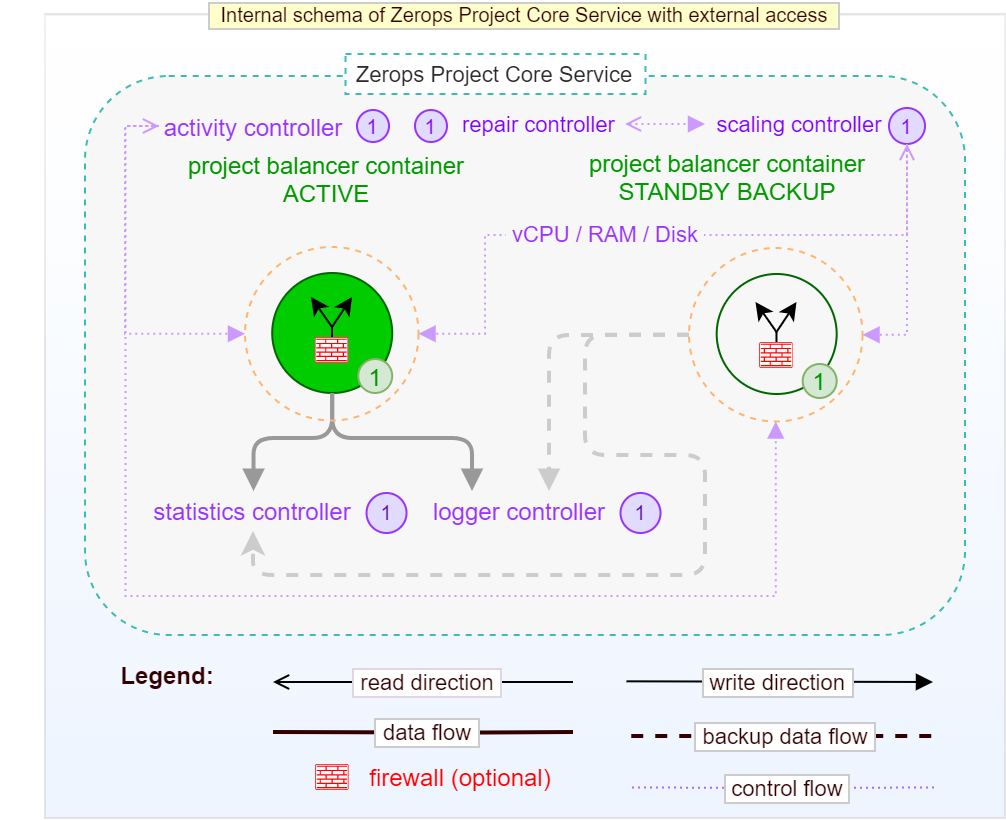 Internal schema of Zerops Project Core Service with external access
Zerops Project Core Service
activity controller 1 1 repair controller scaling controller 1
project balancer container
ACTIVE
project balancer container
STANDBY BACKUP
vCPU / RAM / Disk
1
1
statistics controller 1 logger controller 1
Legend:
read direction
write direction
data flow
backup data flow
firewall (optional)
control flow